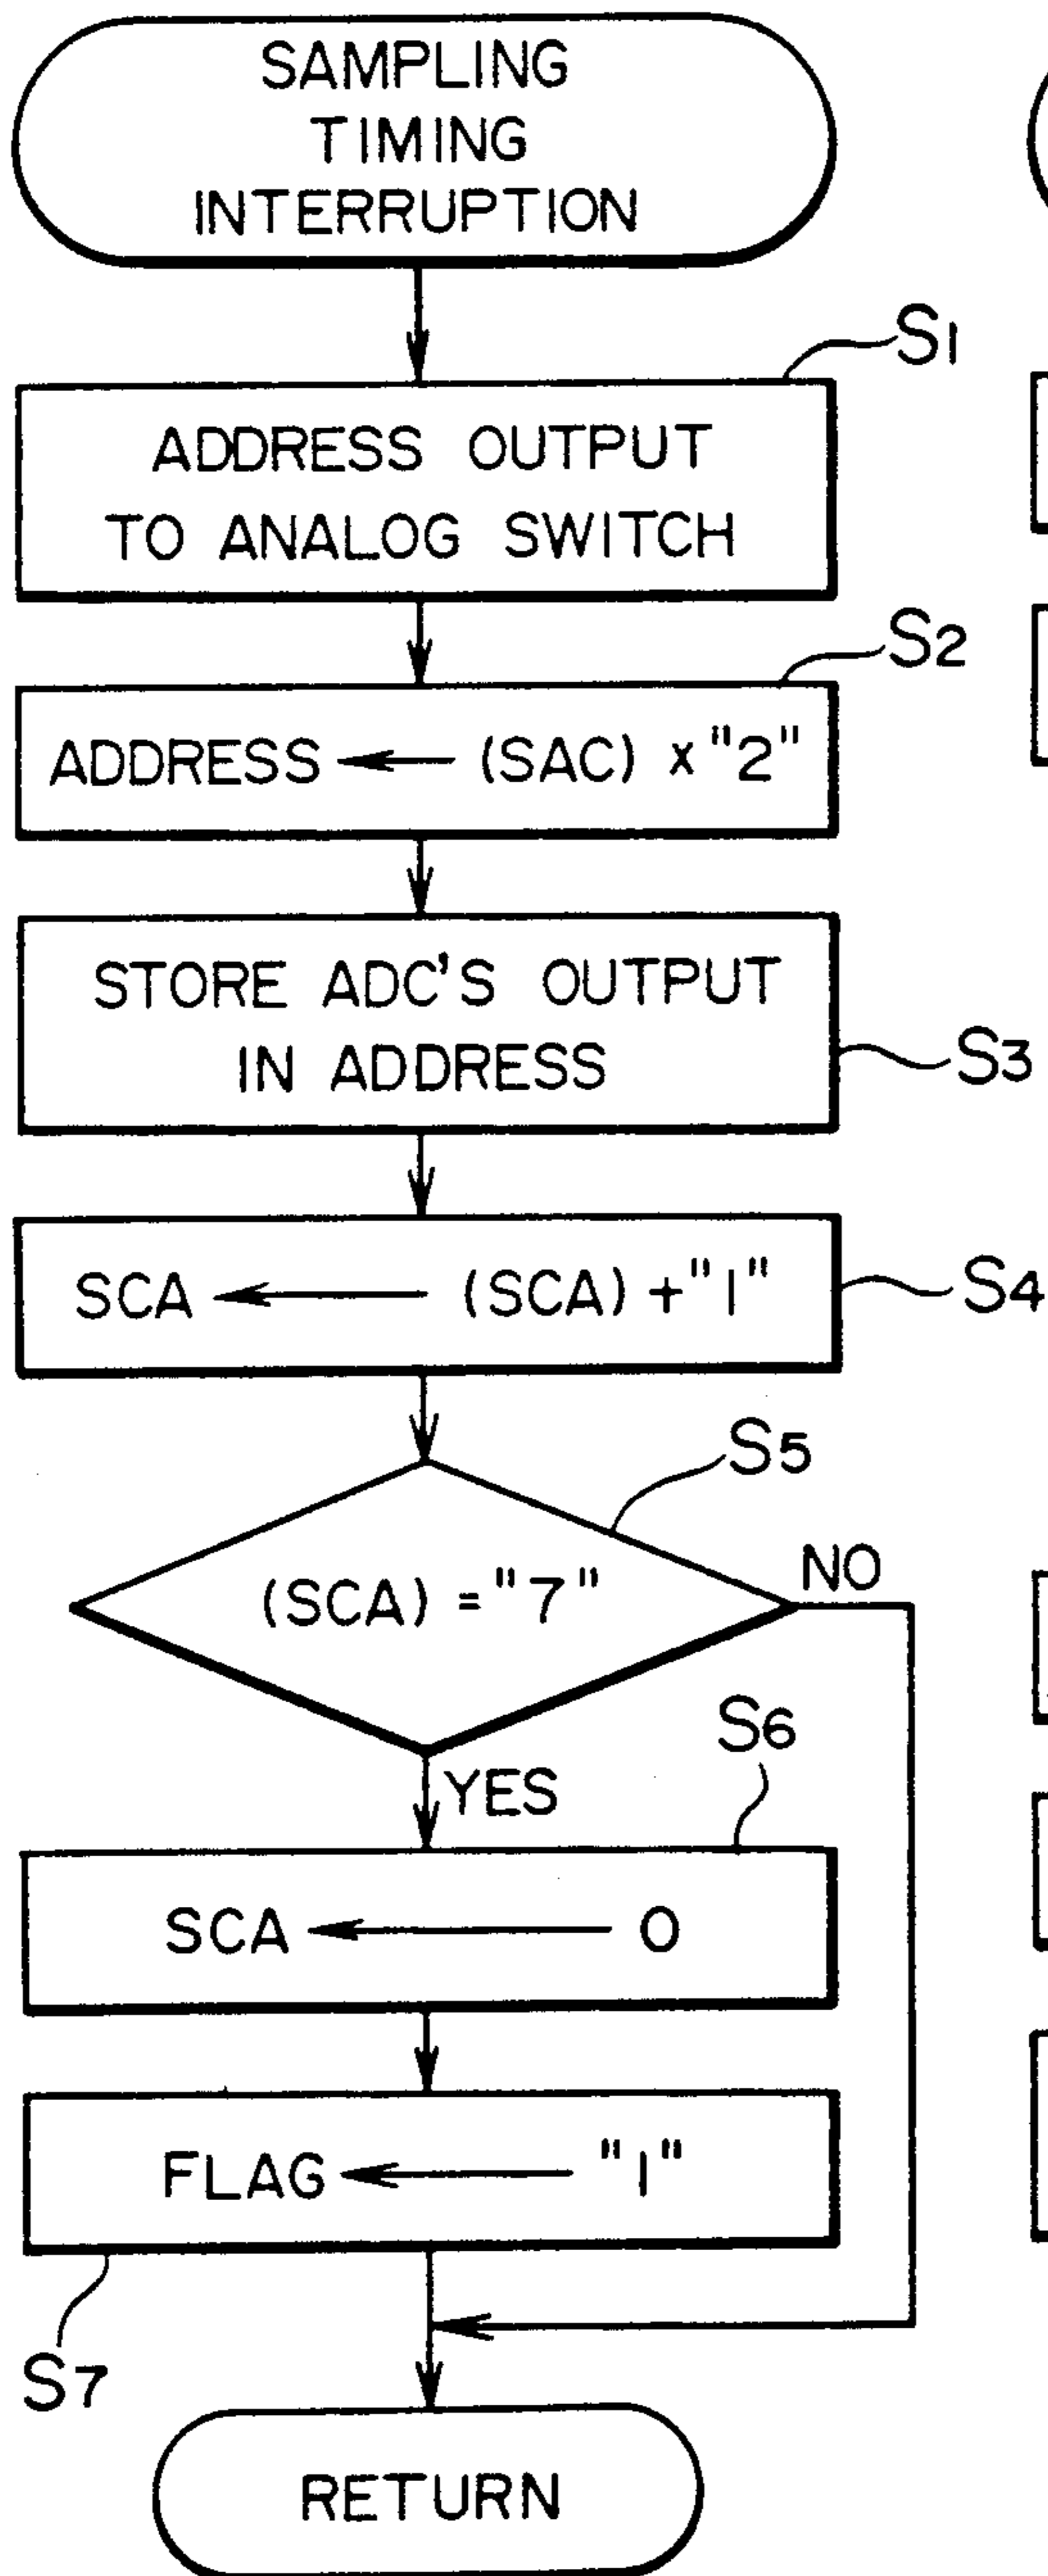 SAMPLING
TIMING
INTERRUPTION
S1
ADDRESS OUTPUT
TO ANALOG SWITCH
S2
ADDRESS ← (SAC) x "2"
STORE ADC'S OUTPUT
IN ADDRESS
S3
SCA ← (SCA) + "1"
S4
S5
(SCA) = "7"
NO
YES
S6
SCA ← 0
FLAG ← "1"
S7
RETURN